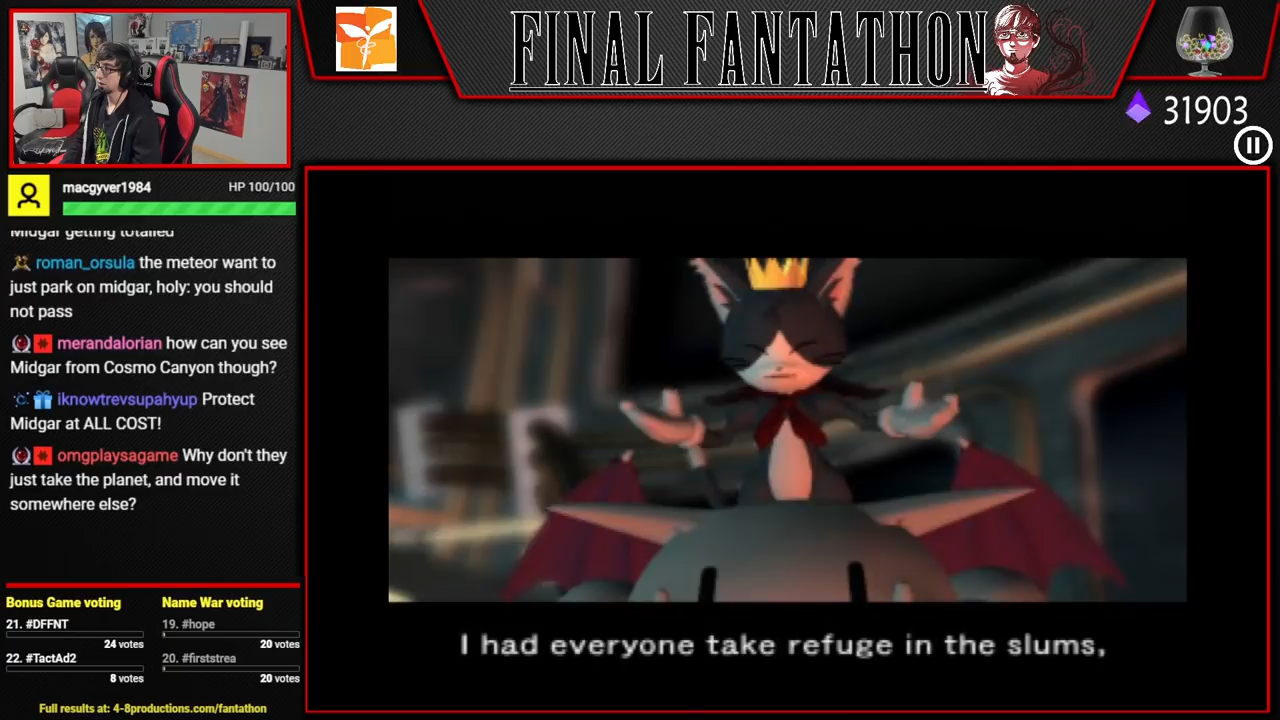 FINAL FANTATHON
31903
macgyver1984 HP 100/100
Midgar getting totalled
roman_orsula the meteor want to
just park on midgar, holy: you should
not pass
merandalorian how can you see
Midgar from Cosmo Canyon though?
iknowtrevsupahyup Protect
Midgar at ALL COST!
omgplaysagame Why don't they
just take the planet, and move it
somewhere else?
I had everyone take refuge in the slums,
Bonus Game voting
21. #DFFNT
24 votes
22. #TactAd2
8 votes
Name War voting
19. #hope
20 votes
20. #firststrea
20 votes
Full results at: 4-8productions.com/fantathon